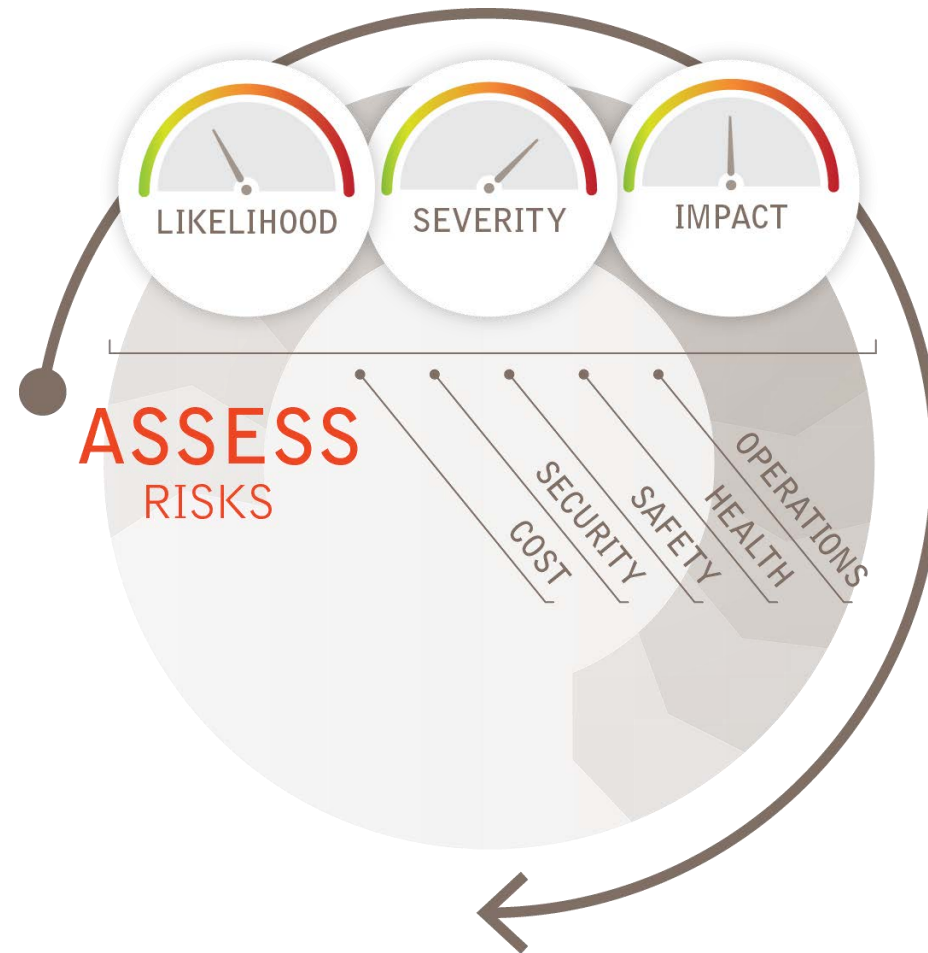 LIKELIHOOD
SEVERITY
IMPACT
ASSESS
RISKS
COST
SECURITY
SAFETY
HEALTH
OPERATIONS